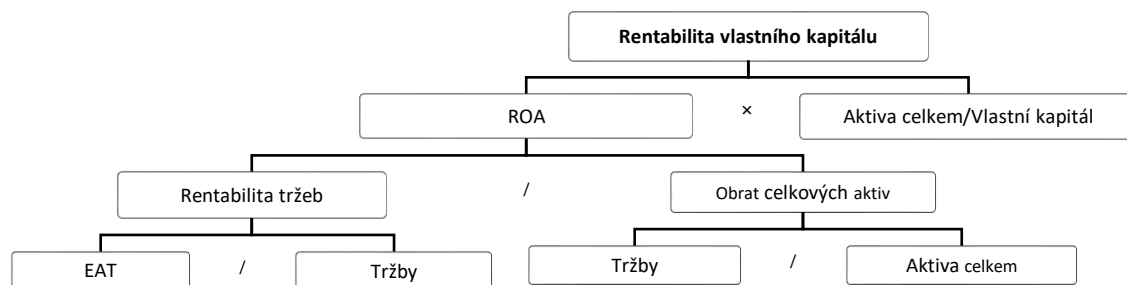 Rentabilita vlastního kapitálu
ROA × Aktiva celkem/Vlastní kapitál
Rentabilita tržeb / Obrat celkových aktiv
EAT / Tržby Tržby / Aktiva celkem